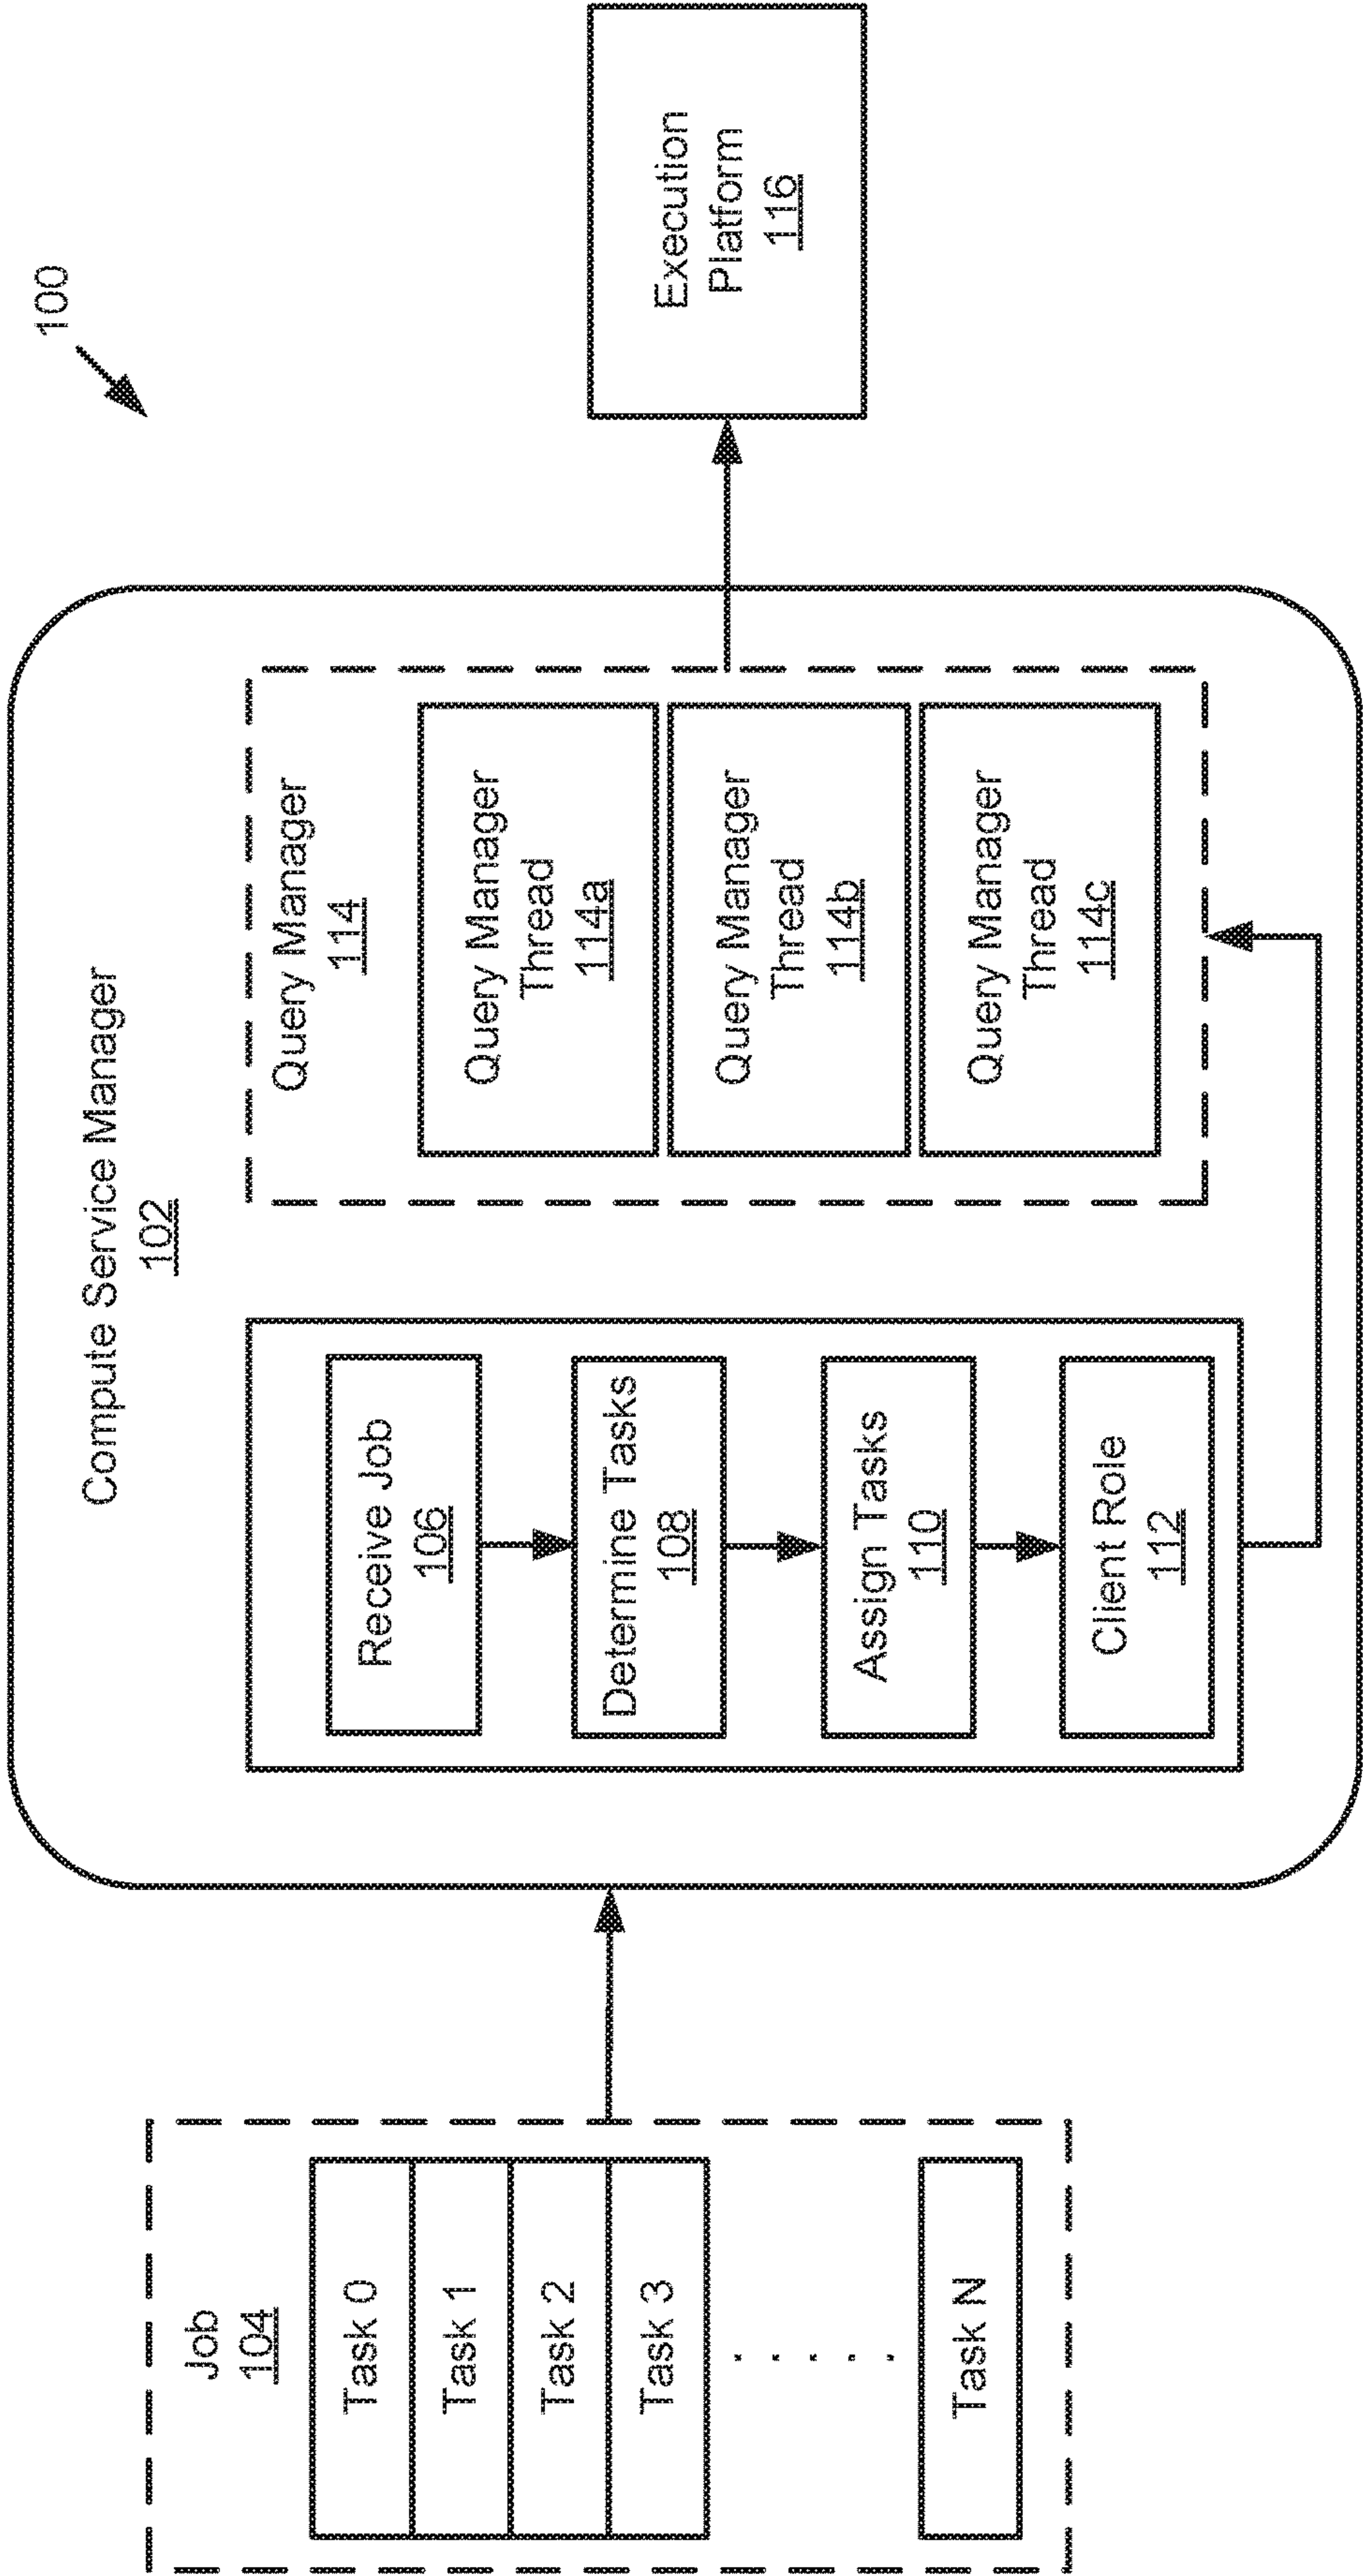 100
Compute Service Manager
102
Job
104
Task 0
Task 1
Task 2
Task 3
. . . . .
Task N
Receive Job
106
Determine Tasks
108
Assign Tasks
110
Client Role
112
Query Manager
114
Query Manager
Thread
114a
Query Manager
Thread
114b
Query Manager
Thread
114c
Execution
Platform
116